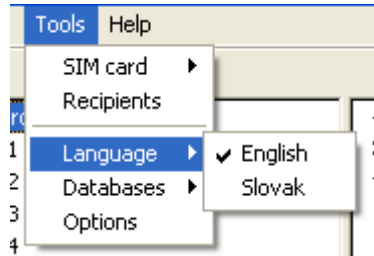 Tools Help
SIM card
Recipients
Language
English
Databases
Slovak
Options
1
2
3
4